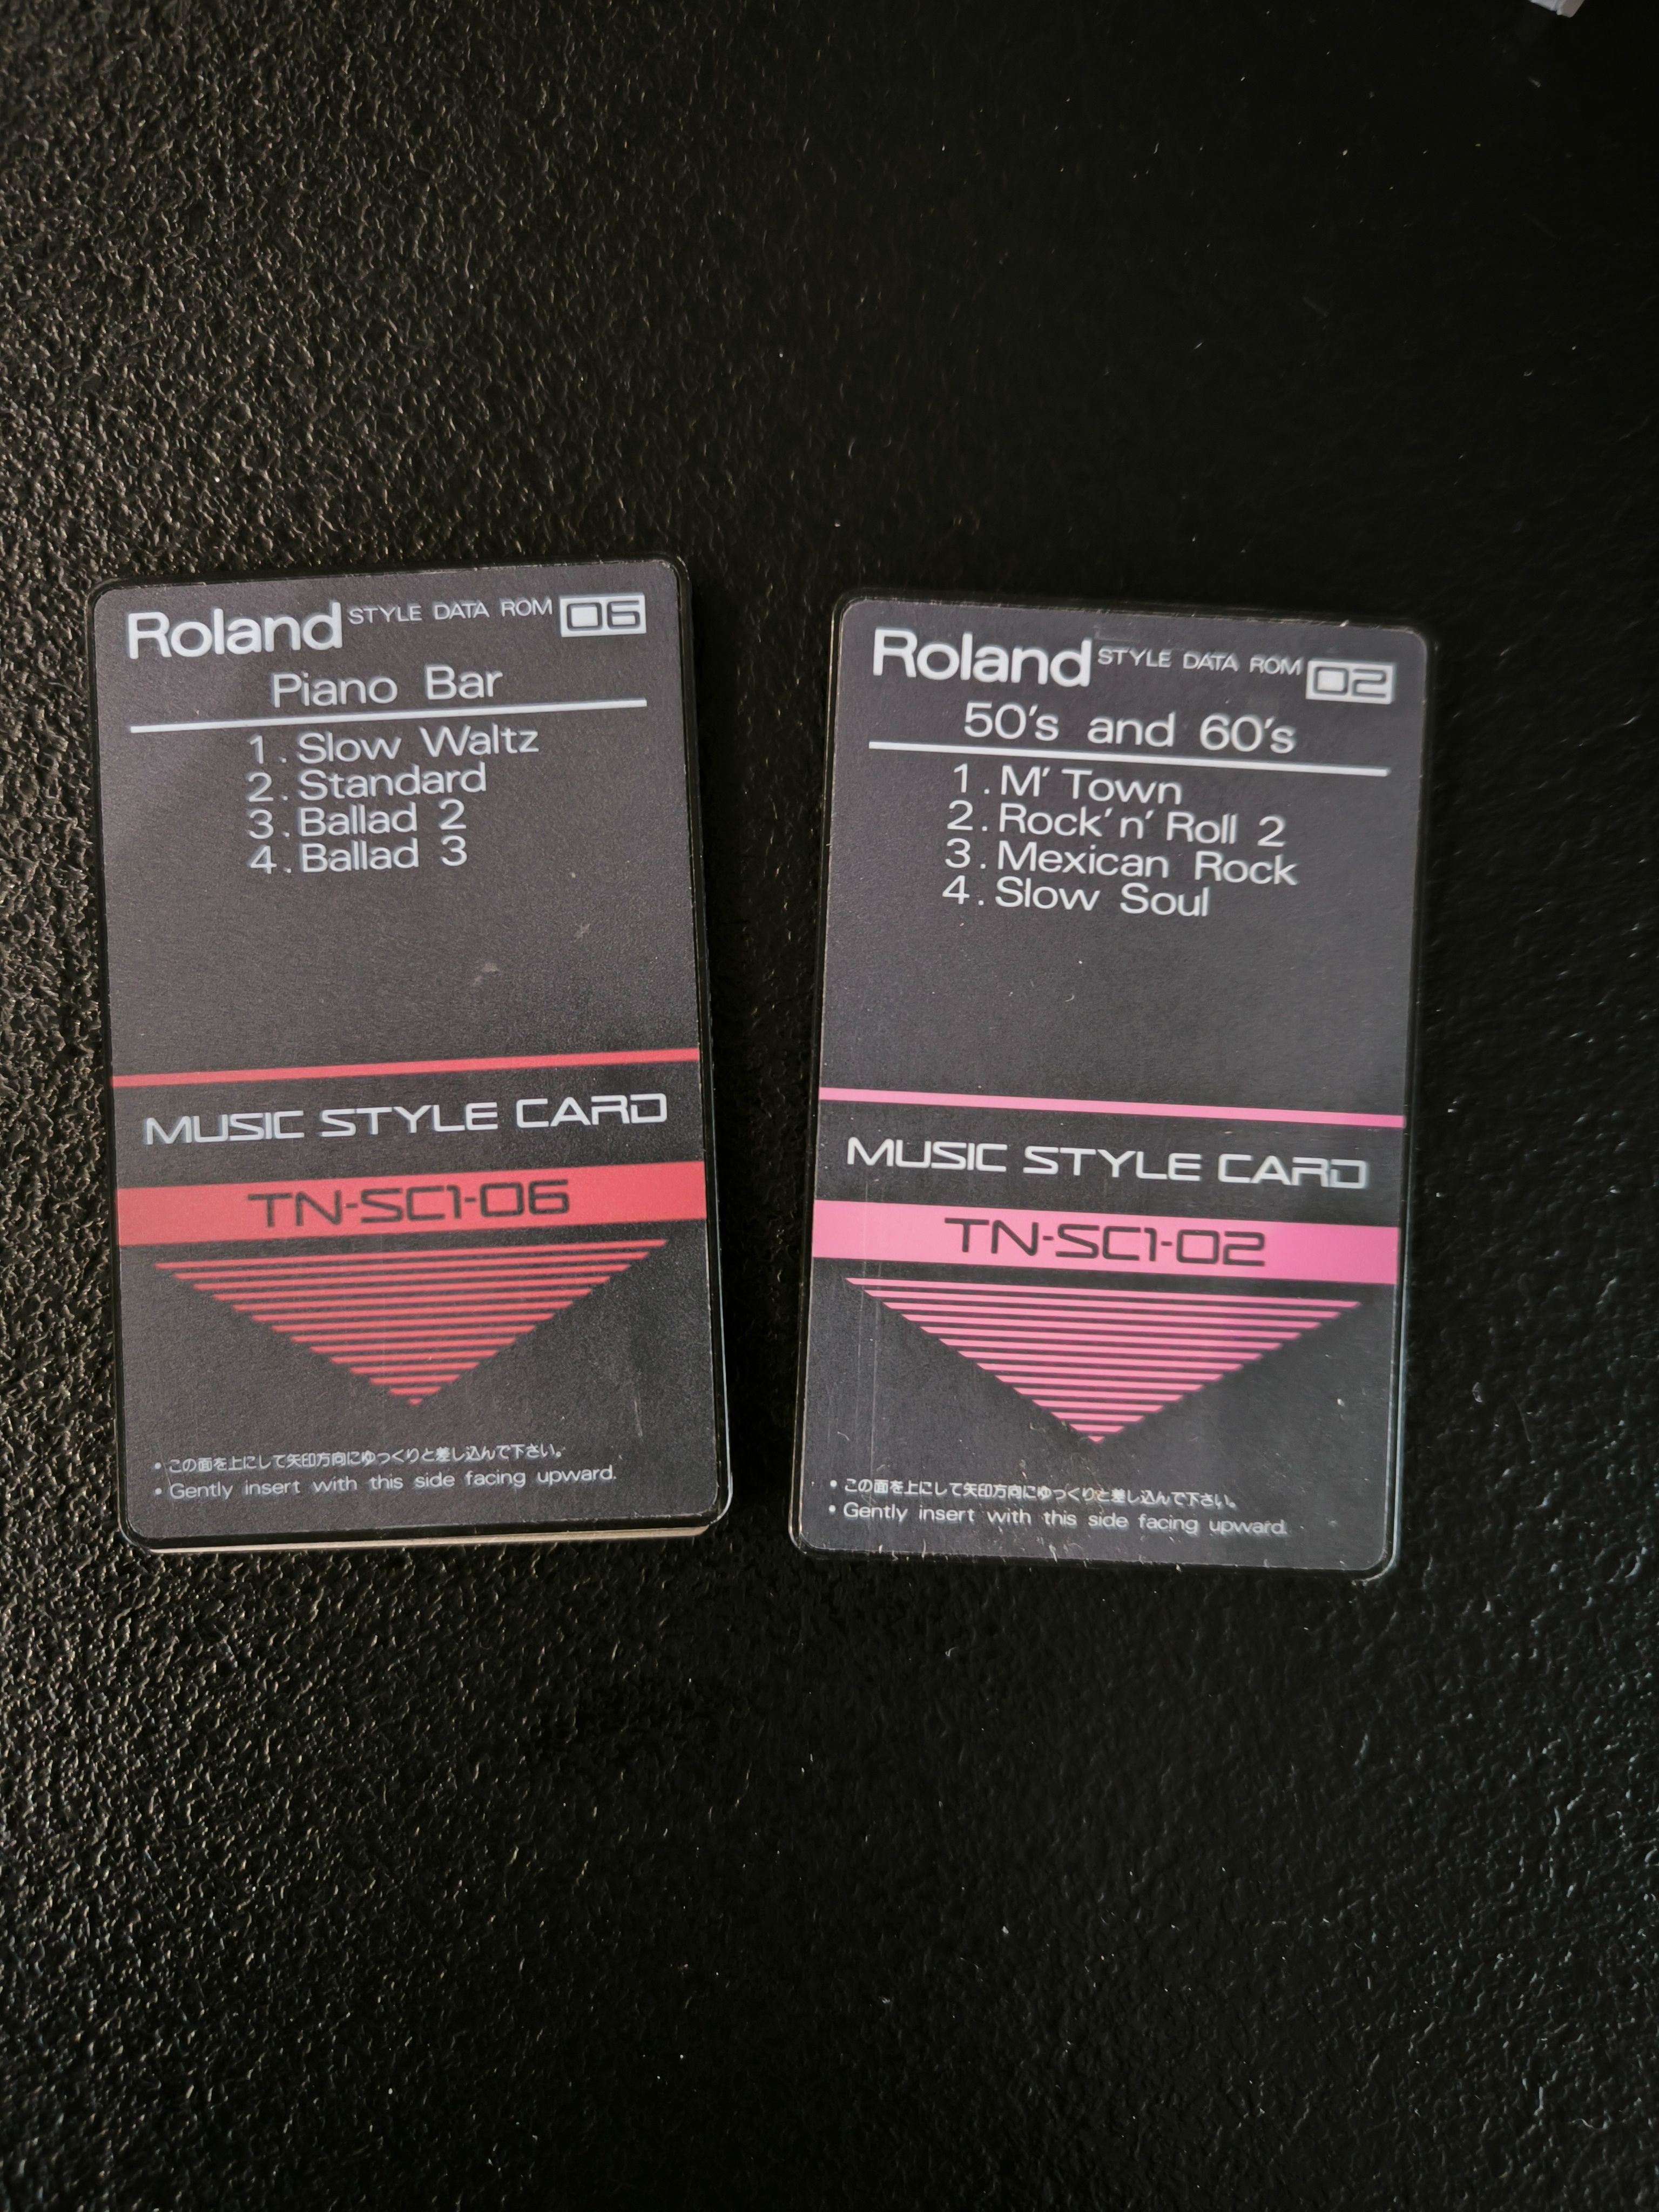 Roland STYLE DATA ROM 06
Piano Bar
1. Slow Waltz
2. Standard
3. Ballad 2
4. Ballad 3
MUSIC STYLE CARD
TN-SC1-06
• この面を上にして矢印方向にゆっくりと差し込んで下さい。
• Gently insert with this side facing upward.
Roland STYLE DATA ROM 02
50's and 60's
1. M' Town
2. Rock'n' Roll 2
3. Mexican Rock
4. Slow Soul
MUSIC STYLE CARD
TN-SC1-02
• この面を上にして矢印方向にゆっくりと差し込んで下さい。
• Gently insert with this side facing upward.